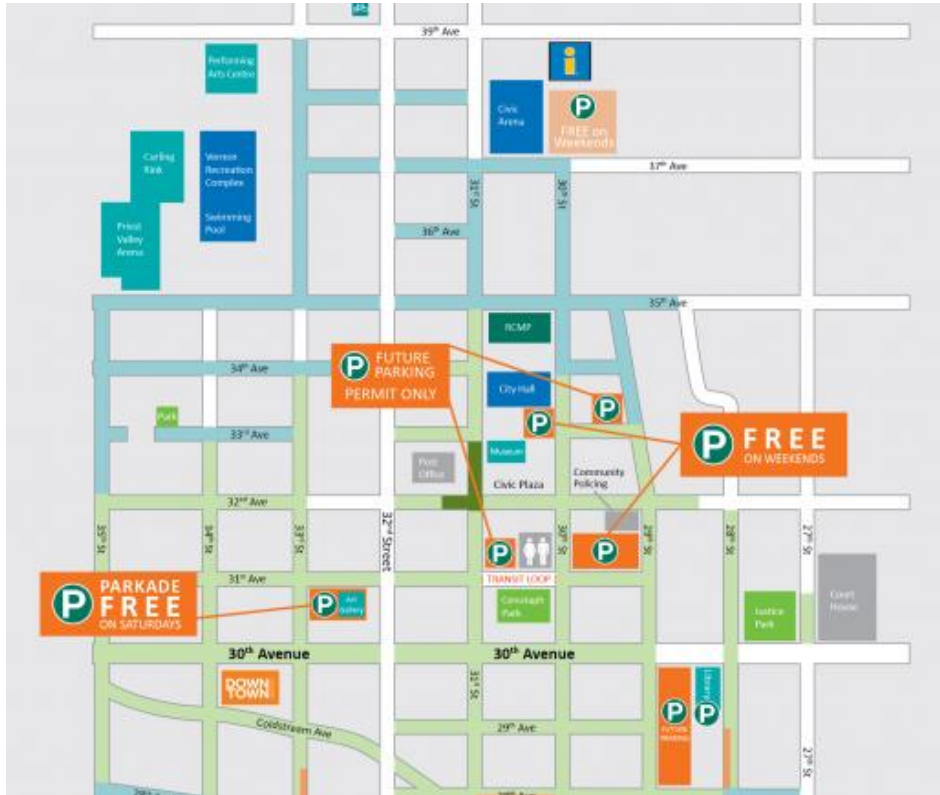 39th Ave
Performing
Arts Centre
i
Civic
Arena
P
FREE on
Weekends
Curling
Rink
Vernon
Recreation
Complex
Swimming
Pool
37th Ave
31st St
30th St
Priest
Valley
Arena
36th Ave
35th Ave
RCMP
P FUTURE
PARKING
PERMIT ONLY
34th Ave
City Hall
P
P
Park
33rd Ave
P FREE
ON WEEKENDS
Museum
Post
Office
Civic Plaza
Community
Policing
32nd Ave
35th St
34th St
33rd St
32nd Street
30th St
29th St
28th St
27th St
P
P
31st Ave
TRANSIT LOOP
P PARKADE
FREE
ON SATURDAYS
P
Art
Gallery
Cenotaph
Park
Justice
Park
Court
House
30th Avenue
30th Avenue
DOWN
TOWN
31st St
Library
P
P
FUTURE
PARKING
Coldstream Ave
29th Ave
27th St